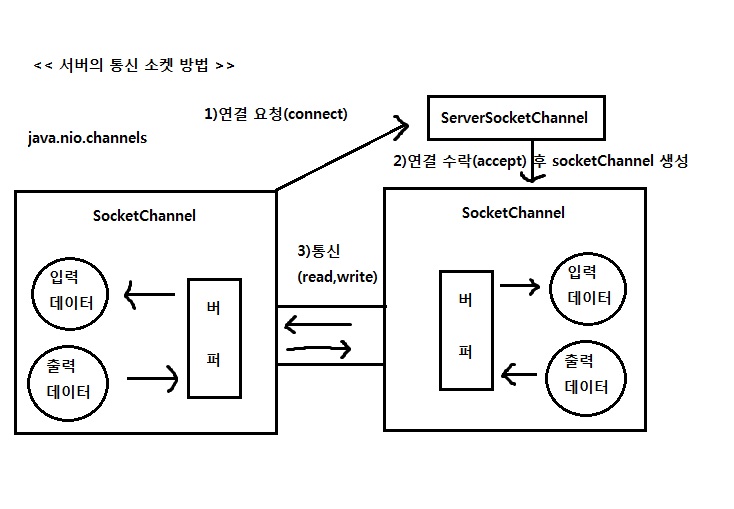 << 서버의 통신 소켓 방법 >>
1)연결 요청(connect)
ServerSocketChannel
java.nio.channels
2)연결 수락(accept) 후 socketChannel 생성
SocketChannel
입력
데이터
출력
데이터
버
퍼
3)통신
(read,write)
SocketChannel
버
퍼
입력
데이터
출력
데이터